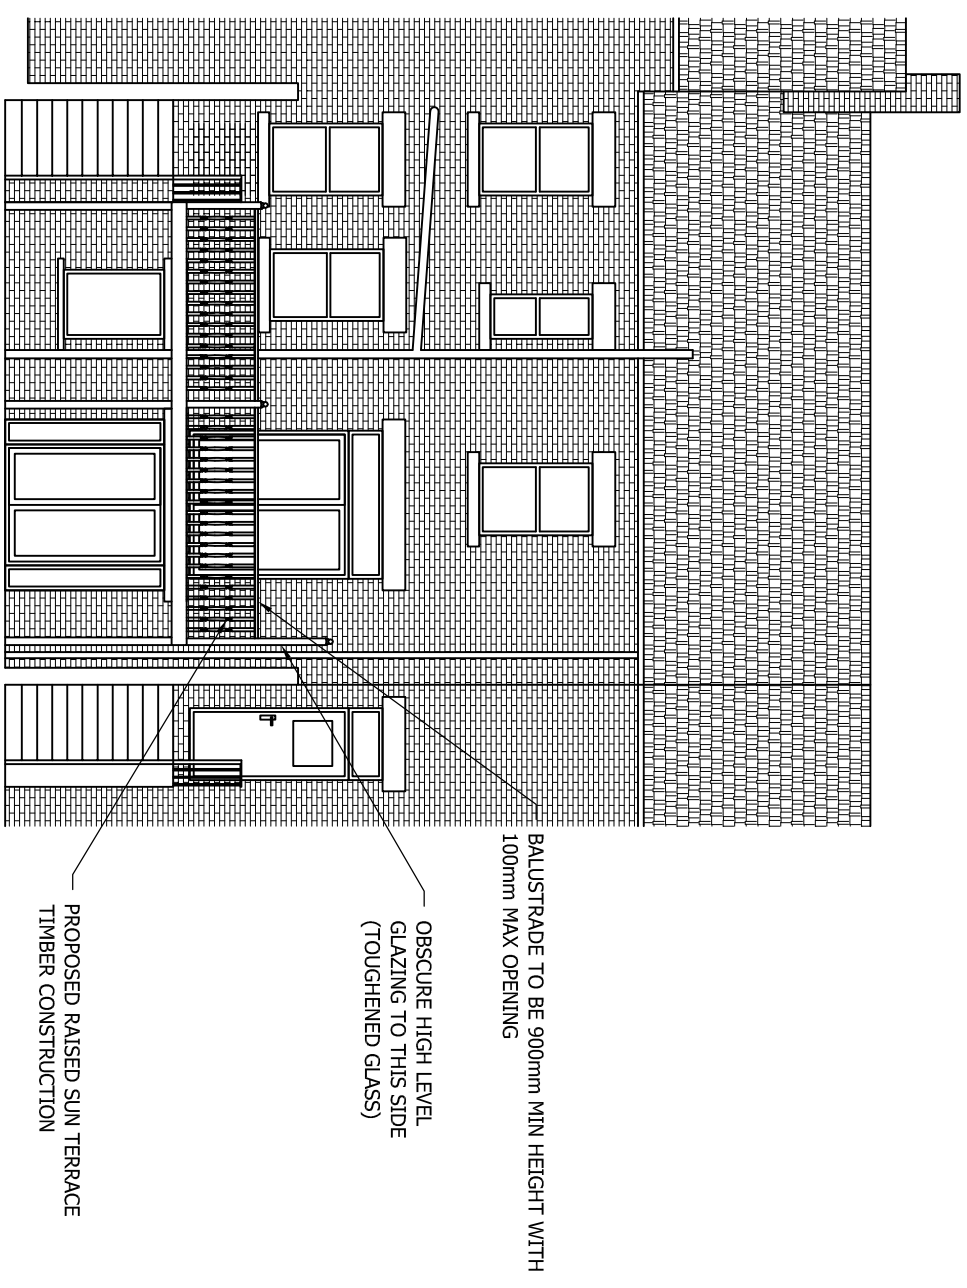 BALUSTRADE TO BE 900mm MIN HEIGHT WITH
100mm MAX OPENING
OBSCURE HIGH LEVEL
GLAZING TO THIS SIDE
(TOUGHENED GLASS)
PROPOSED RAISED SUN TERRACE
TIMBER CONSTRUCTION